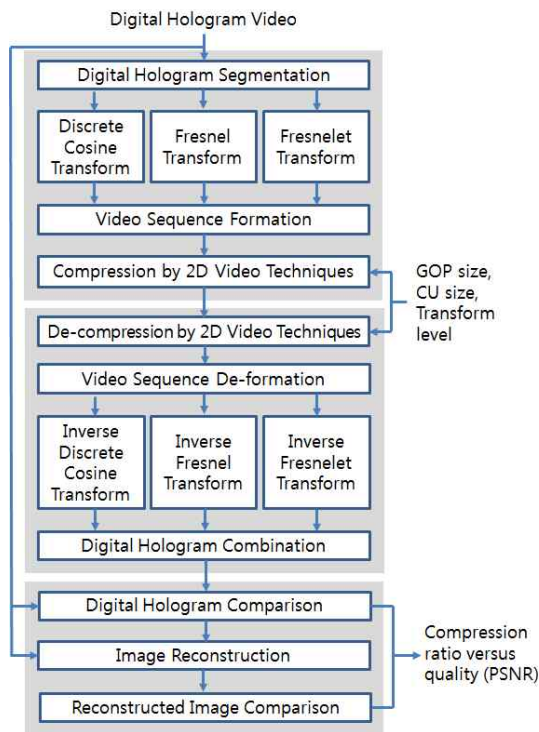 Digital Hologram Video
Digital Hologram Segmentation
Discrete
Cosine
Transform
Fresnel
Transform
Fresnelet
Transform
Video Sequence Formation
Compression by 2D Video Techniques
GOP size,
CU size,
Transform
level
De-compression by 2D Video Techniques
Video Sequence De-formation
Inverse
Discrete
Cosine
Transform
Inverse
Fresnel
Transform
Inverse
Fresnelet
Transform
Digital Hologram Combination
Digital Hologram Comparison
Image Reconstruction
Reconstructed Image Comparison
Compression
ratio versus
quality (PSNR)